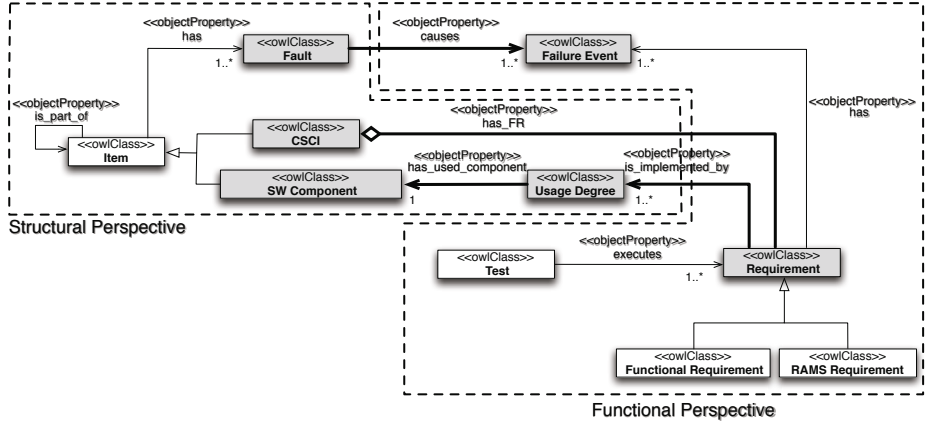 <<objectProperty>>
has
<<owlClass>>
Fault
1..*
<<objectProperty>>
causes
1..*
<<owlClass>>
Failure Event
1..*
<<objectProperty>>
has
<<objectProperty>>
is_part_of
<<owlClass>>
Item
<<owlClass>>
CSCI
<<objectProperty>>
has_FR
<<owlClass>>
SW Component
1
<<objectProperty>>
has_used_component
<<owlClass>>
Usage Degree
1..*
<<objectProperty>>
is_implemented_by
Structural Perspective
<<owlClass>>
Test
<<objectProperty>>
executes
1..*
<<owlClass>>
Requirement
<<owlClass>>
Functional Requirement
<<owlClass>>
RAMS Requirement
Functional Perspective